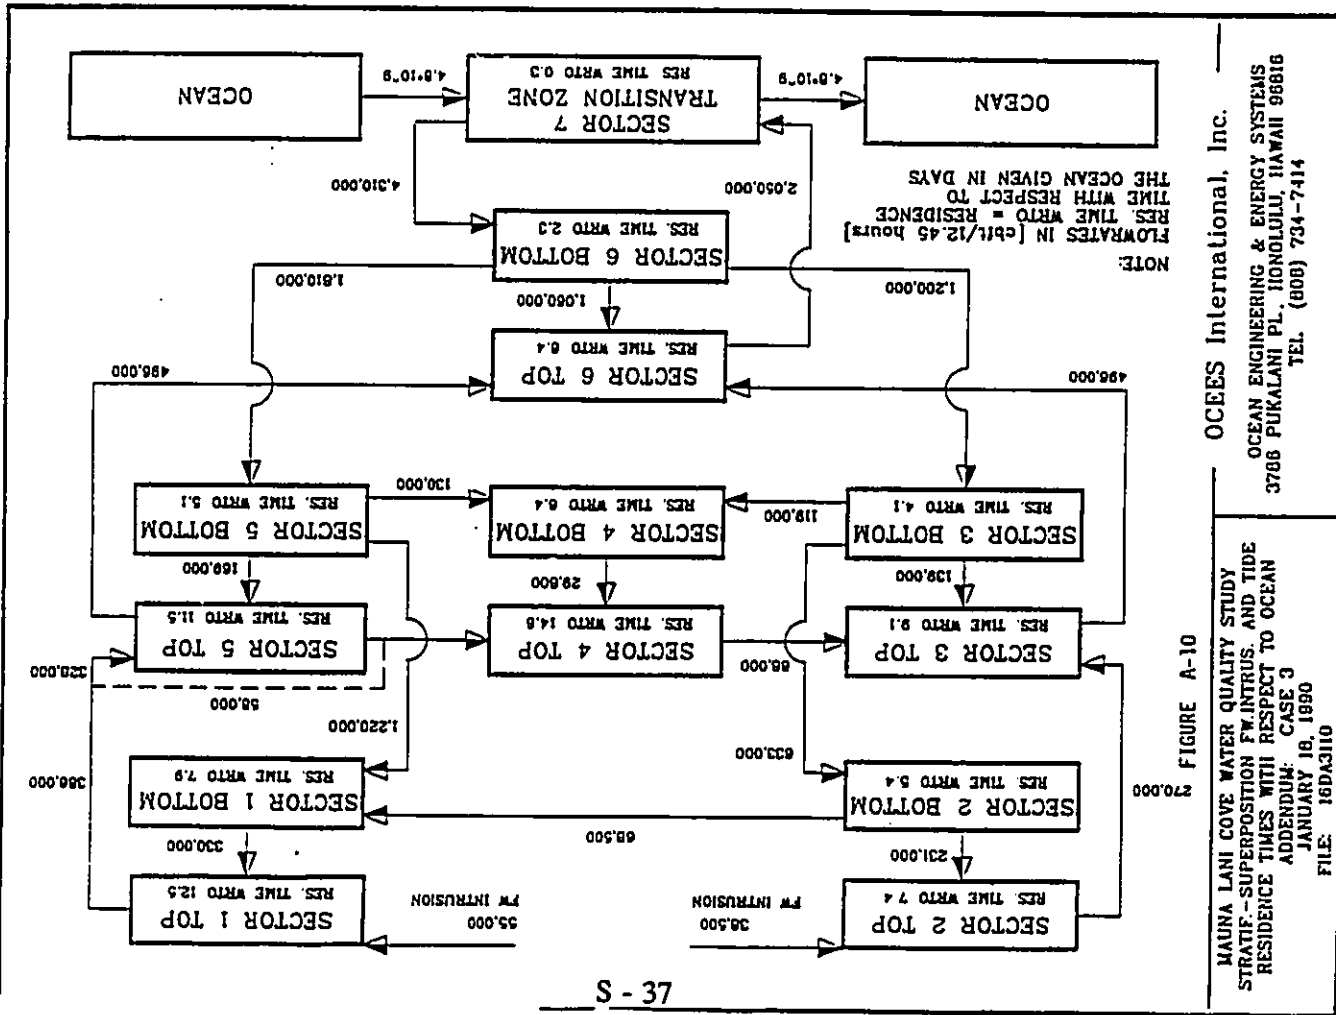 S - 37
55,000
FW INTRUSION
38,500
FW INTRUSION
SECTOR 1 TOP
RES. TIME WRTO 12.5
SECTOR 2 TOP
RES. TIME WRTO 7.4
330,000
231,000
68,500
SECTOR 1 BOTTOM
RES. TIME WRTO 7.9
SECTOR 2 BOTTOM
RES. TIME WRTO 5.4
386,000
270,000
1,220,000
633,000
58,000
328,000
SECTOR 5 TOP
RES. TIME WRTO 11.5
SECTOR 4 TOP
RES. TIME WRTO 14.8
88,000
SECTOR 3 TOP
RES. TIME WRTO 9.1
169,000
29,600
139,000
SECTOR 5 BOTTOM
RES. TIME WRTO 5.1
130,000
SECTOR 4 BOTTOM
RES. TIME WRTO 6.4
119,000
SECTOR 3 BOTTOM
RES. TIME WRTO 4.1
496,000
496,000
SECTOR 6 TOP
RES. TIME WRTO 6.4
1,810,000
1,060,000
1,200,000
SECTOR 6 BOTTOM
RES. TIME WRTO 2.3
4,310,000
2,050,000
NOTE:
FLOWRATES IN [cbft/12.45 hours]
RES. TIME WRTO = RESIDENCE
TIME WITH RESPECT TO
THE OCEAN GIVEN IN DAYS
OCEAN
4.8*10^9
SECTOR 7
TRANSITION ZONE
RES TIME WRTO 0.3
4.8*10^9
OCEAN
FIGURE A-10
MAUNA LANI COVE WATER QUALITY STUDY
STRATIF.-SUPERPOSITION FW.INTRUS. AND TIDE
RESIDENCE TIMES WITH RESPECT TO OCEAN
ADDENDUM: CASE 3
JANUARY 18, 1990
FILE: 16DA3110
OCEES International, Inc.
OCEAN ENGINEERING & ENERGY SYSTEMS
3788 PUKALANI PL., HONOLULU, HAWAII 96816
TEL. (808) 734-7414